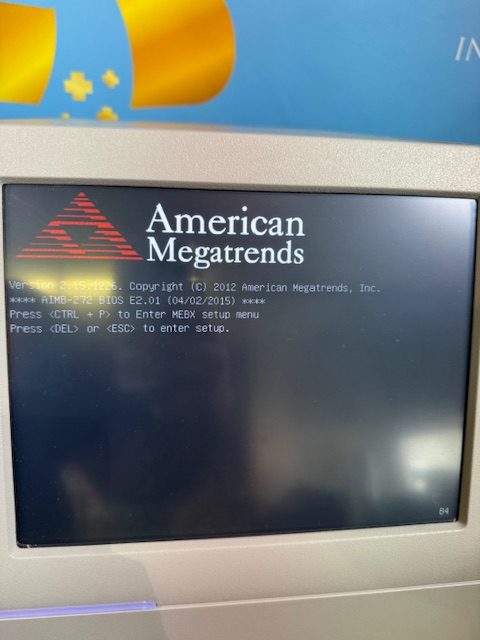 IN
American
Megatrends
Version 2.15.1226. Copyright (C) 2012 American Megatrends, Inc.
**** AIMB-272 BIOS E2.01 (04/02/2015) ****
Press <CTRL + P> to Enter MEBX setup menu
Press <DEL> or <ESC> to enter setup.
B4